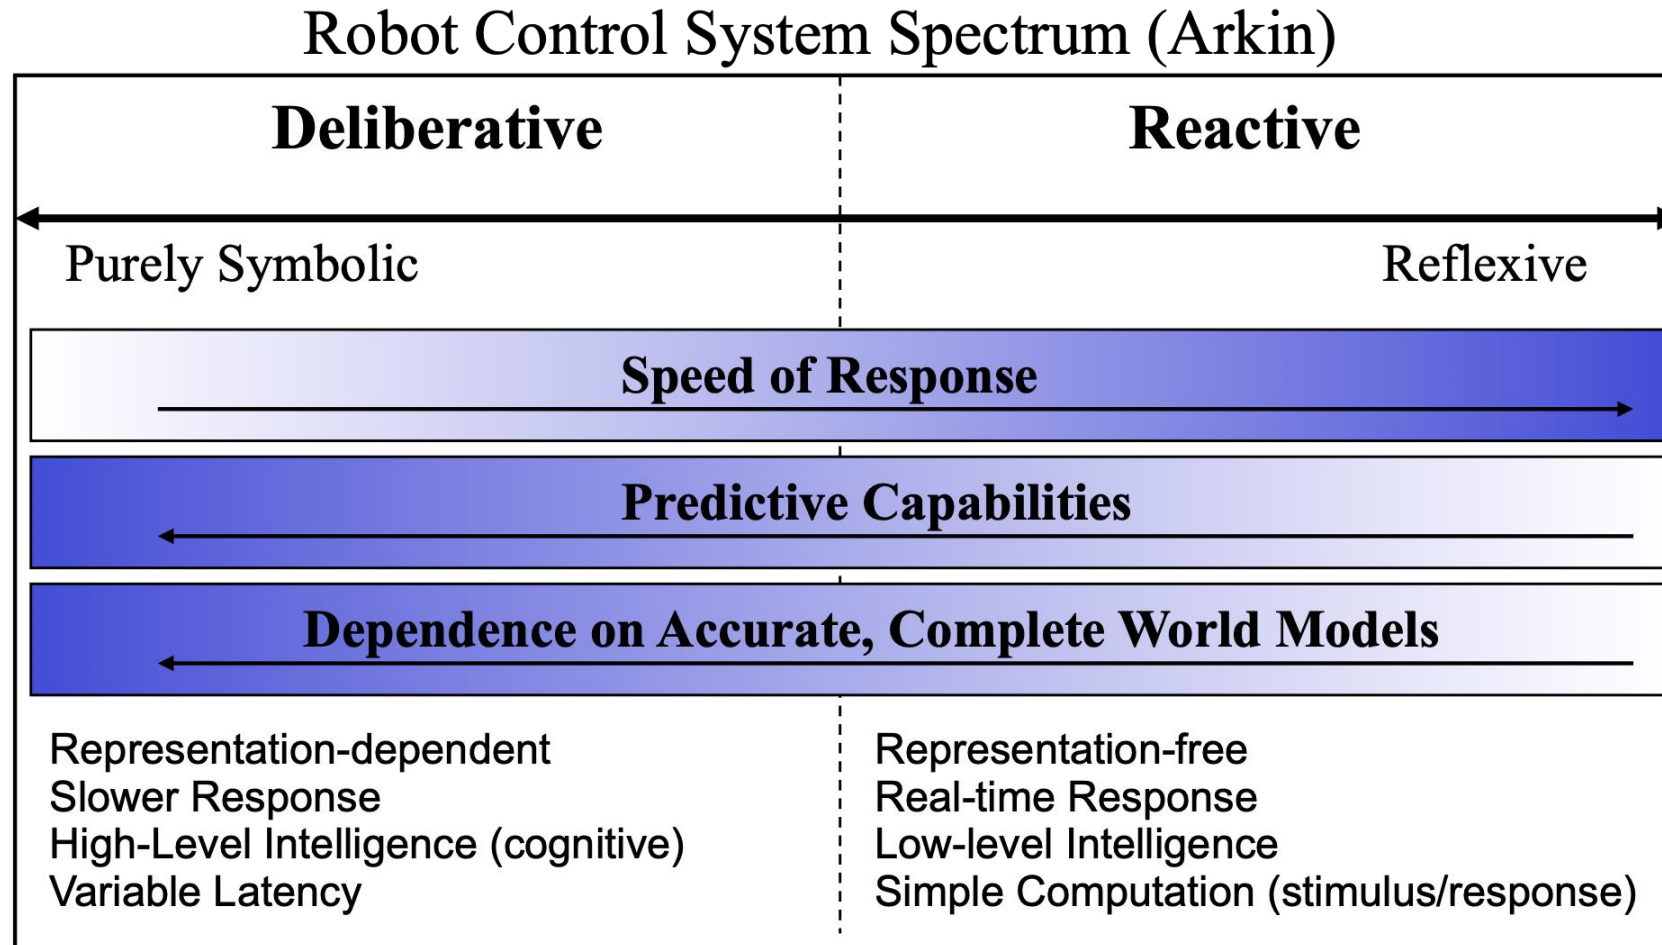 Robot Control System Spectrum (Arkin)
Deliberative
Reactive
Purely Symbolic
Reflexive
Speed of Response
Predictive Capabilities
Dependence on Accurate, Complete World Models
Representation-dependent
Slower Response
High-Level Intelligence (cognitive)
Variable Latency
Representation-free
Real-time Response
Low-level Intelligence
Simple Computation (stimulus/response)